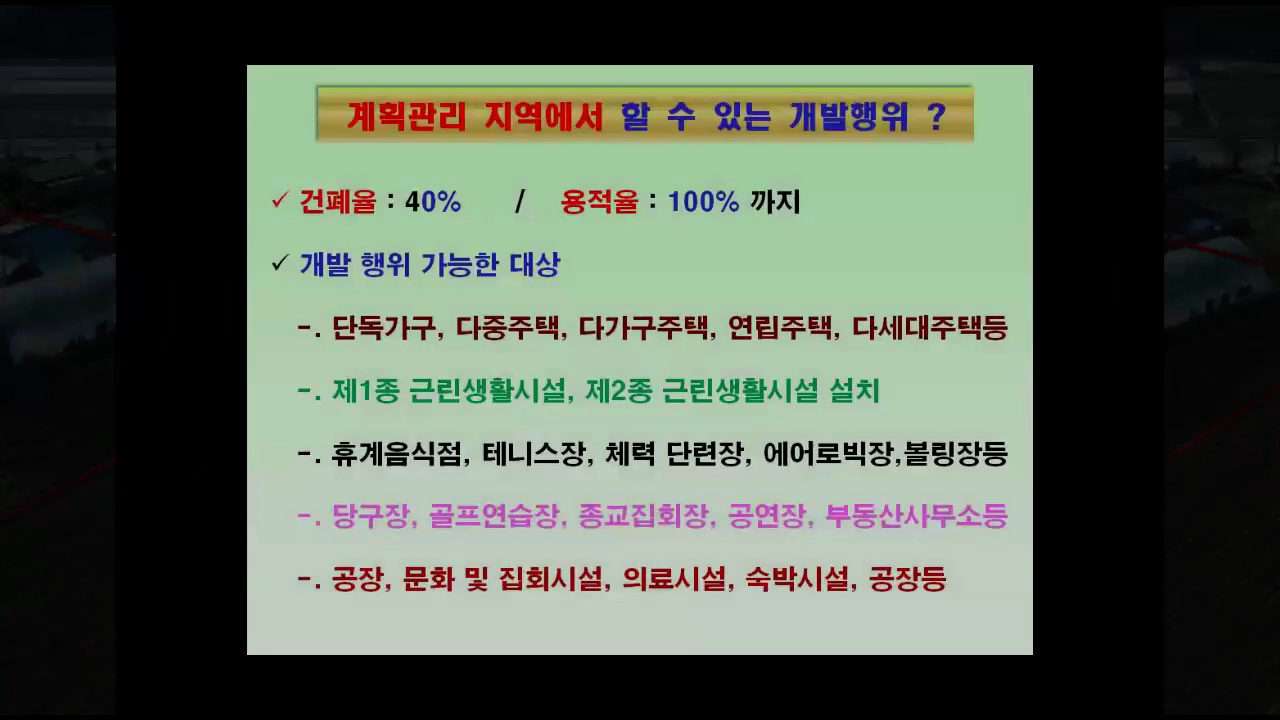 계획관리 지역에서 할 수 있는 개발행위 ?
✓ 건폐율 : 40% / 용적율 : 100% 까지
✓ 개발 행위 가능한 대상
-. 단독가구, 다중주택, 다가구주택, 연립주택, 다세대주택등
-. 제1종 근린생활시설, 제2종 근린생활시설 설치
-. 휴계음식점, 테니스장, 체력 단련장, 에어로빅장,볼링장등
-. 당구장, 골프연습장, 종교집회장, 공연장, 부동산사무소등
-. 공장, 문화 및 집회시설, 의료시설, 숙박시설, 공장등